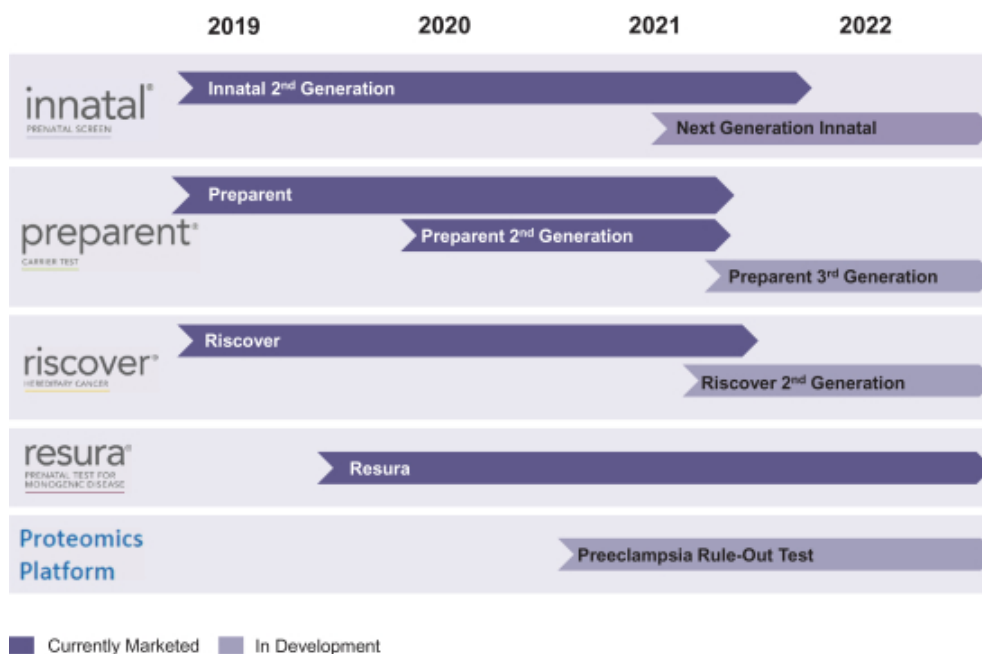 2019 2020 2021 2022
innatal®
PRENATAL SCREEN
Innatal 2nd Generation
Next Generation Innatal
preparent®
CARRIER TEST
Preparent
Preparent 2nd Generation
Preparent 3rd Generation
riscover®
HEREDITARY CANCER
Riscover
Riscover 2nd Generation
resura®
PRENATAL TEST FOR
MONOGENIC DISEASE
Resura
Proteomics
Platform
Preeclampsia Rule-Out Test
Currently Marketed In Development